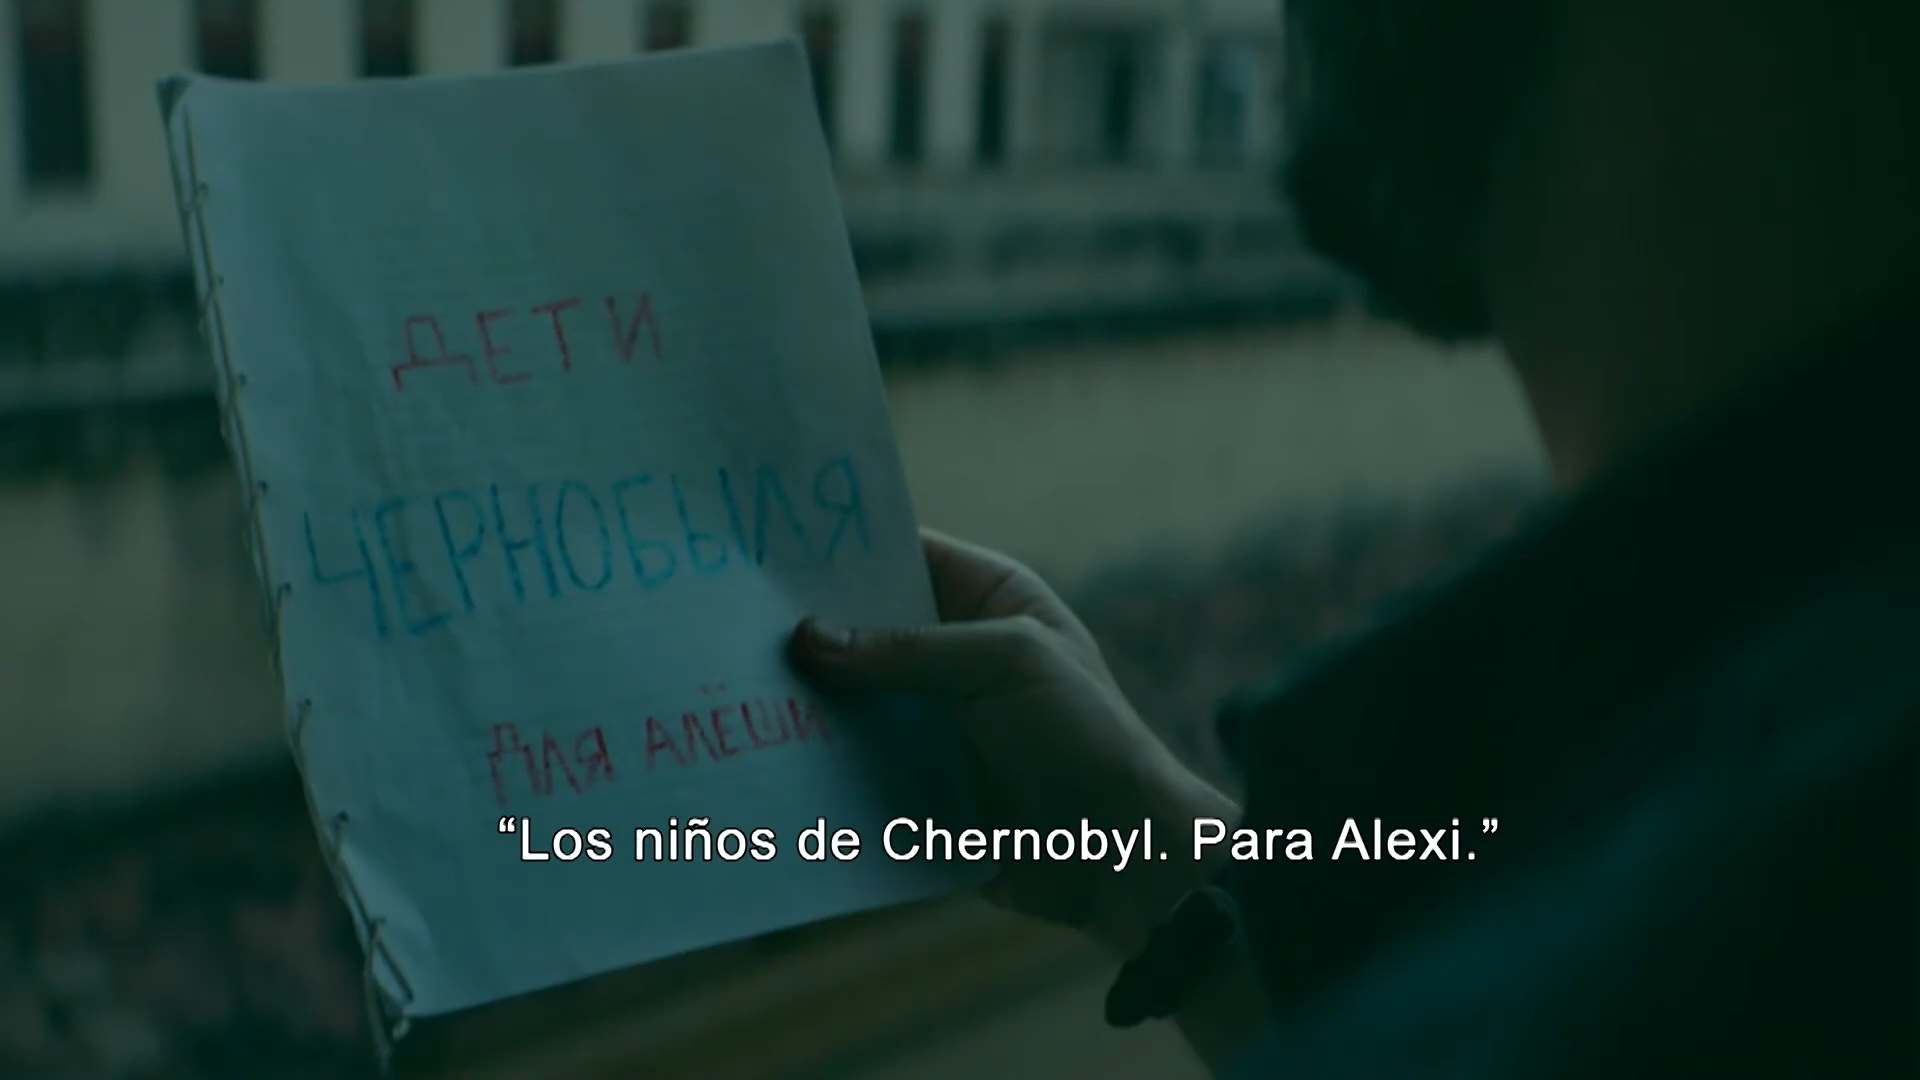 ДЕТИ
ЧЕРНОБЫЛЯ
ДЛЯ АЛЁШИ
“Los niños de Chernobyl. Para Alexi.”